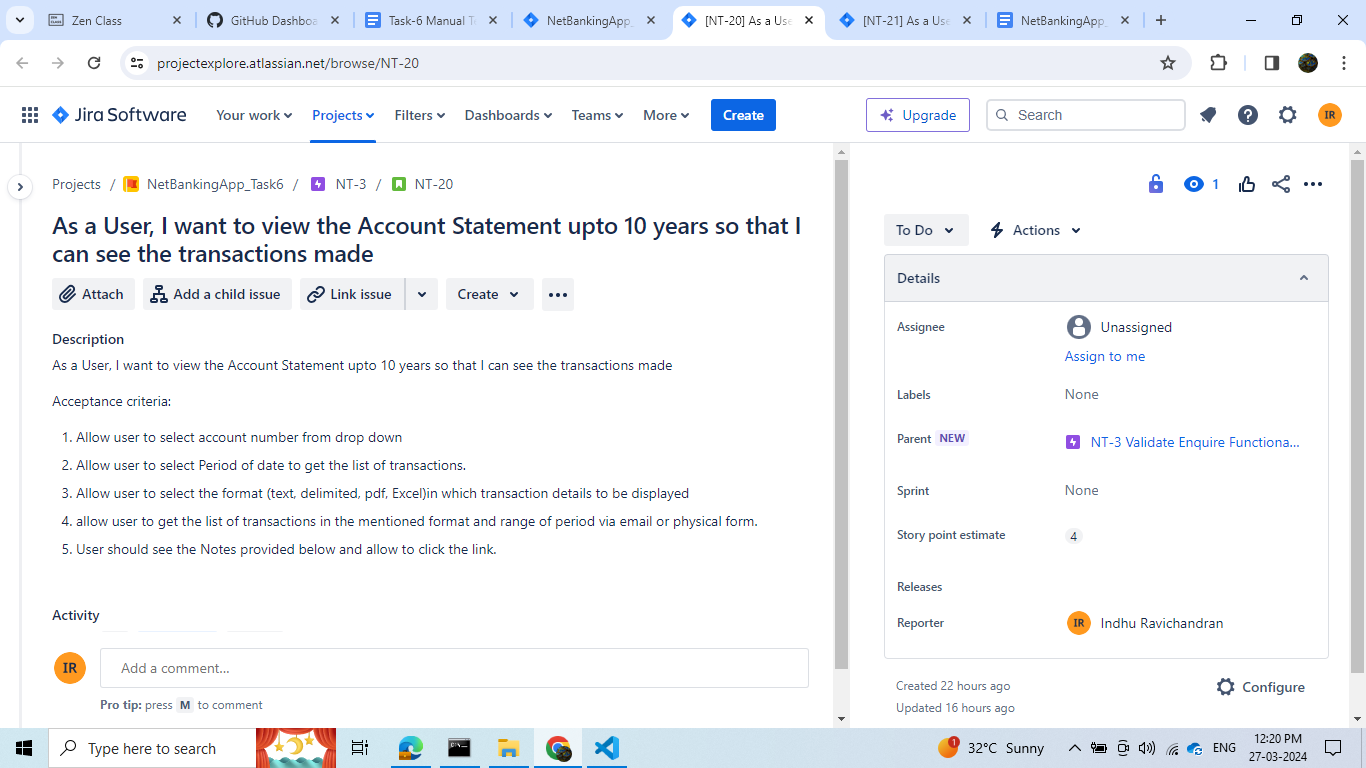 Zen Class
GitHub Dashboa
Task-6 Manual T
NetBankingApp_
[NT-20] As a Use
[NT-21] As a Use
NetBankingApp_
projectexplore.atlassian.net/browse/NT-20
Jira Software
Your work
Projects
Filters
Dashboards
Teams
More
Create
Upgrade
Search
IR
Projects / NetBankingApp_Task6 / NT-3 / NT-20
1
As a User, I want to view the Account Statement upto 10 years so that I
can see the transactions made
Attach
Add a child issue
Link issue
Create
Description
As a User, I want to view the Account Statement upto 10 years so that I can see the transactions made
Acceptance criteria:
1. Allow user to select account number from drop down
2. Allow user to select Period of date to get the list of transactions.
3. Allow user to select the format (text, delimited, pdf, Excel)in which transaction details to be displayed
4. allow user to get the list of transactions in the mentioned format and range of period via email or physical form.
5. User should see the Notes provided below and allow to click the link.
Activity
IR
Add a comment...
Pro tip: press M to comment
To Do
Actions
Details
Assignee
Unassigned
Assign to me
Labels
None
Parent NEW
NT-3 Validate Enquire Functiona...
Sprint
None
Story point estimate
4
Releases
Reporter
IR Indhu Ravichandran
Created 22 hours ago
Updated 16 hours ago
Configure
Type here to search
1
32°C Sunny
ENG
12:20 PM
27-03-2024